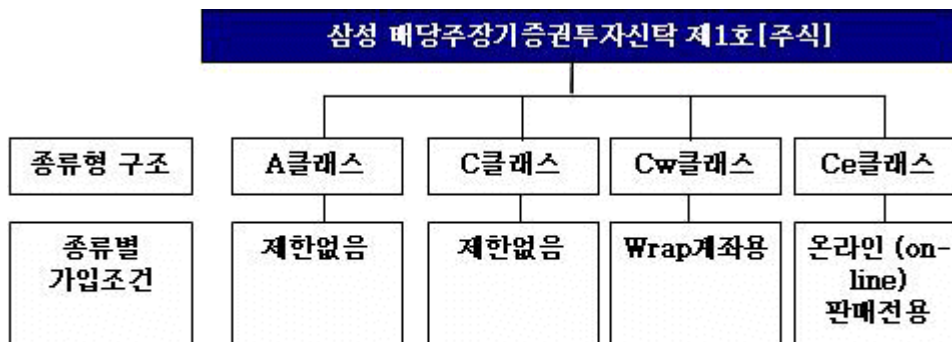 삼성 배당주장기증권투자신탁 제1호[주식]
종류형 구조
A클래스
C클래스
Cw클래스
Ce클래스
종류별
가입조건
제한없음
제한없음
Wrap계좌용
온라인 (on-
line)
판매전용